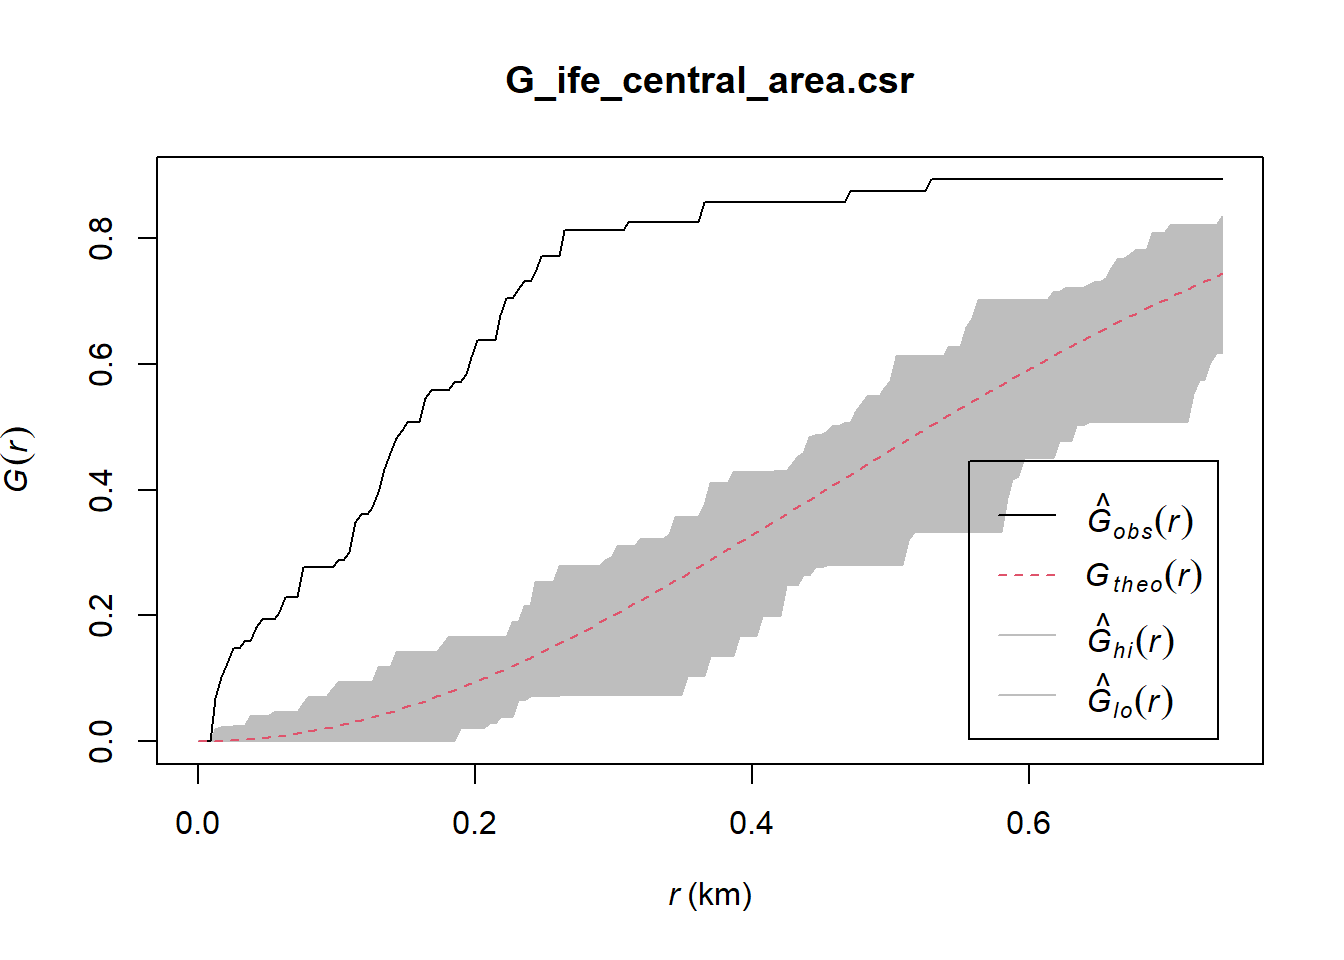 G_ife_central_area.csr
G(r)
0.0
0.2
0.4
0.6
0.8
0.0 0.2 0.4 0.6
r (km)
Ĝobs(r)
Gtheo(r)
Ĝhi(r)
Ĝlo(r)